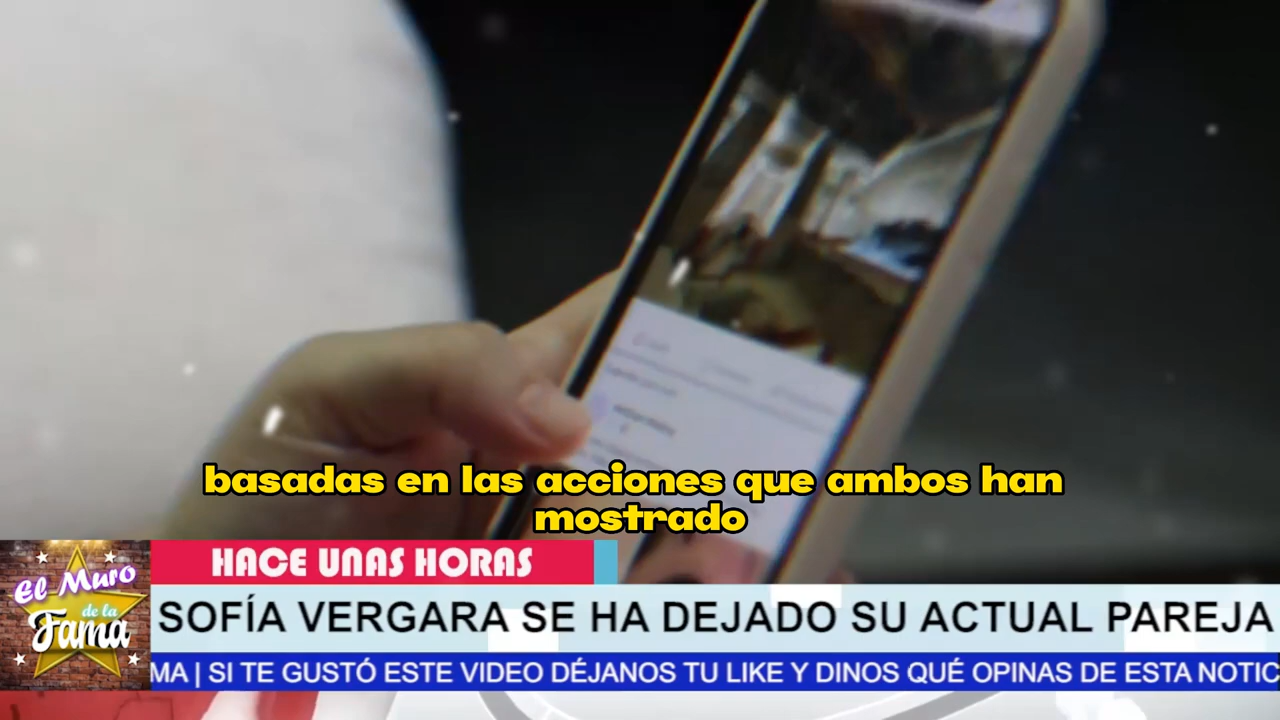 basadas en las acciones que ambos han
mostrado
HACE UNAS HORAS
El Muro
de la
Fama
SOFÍA VERGARA SE HA DEJADO SU ACTUAL PAREJA
MA | SI TE GUSTÓ ESTE VIDEO DÉJANOS TU LIKE Y DINOS QUÉ OPINAS DE ESTA NOTIC